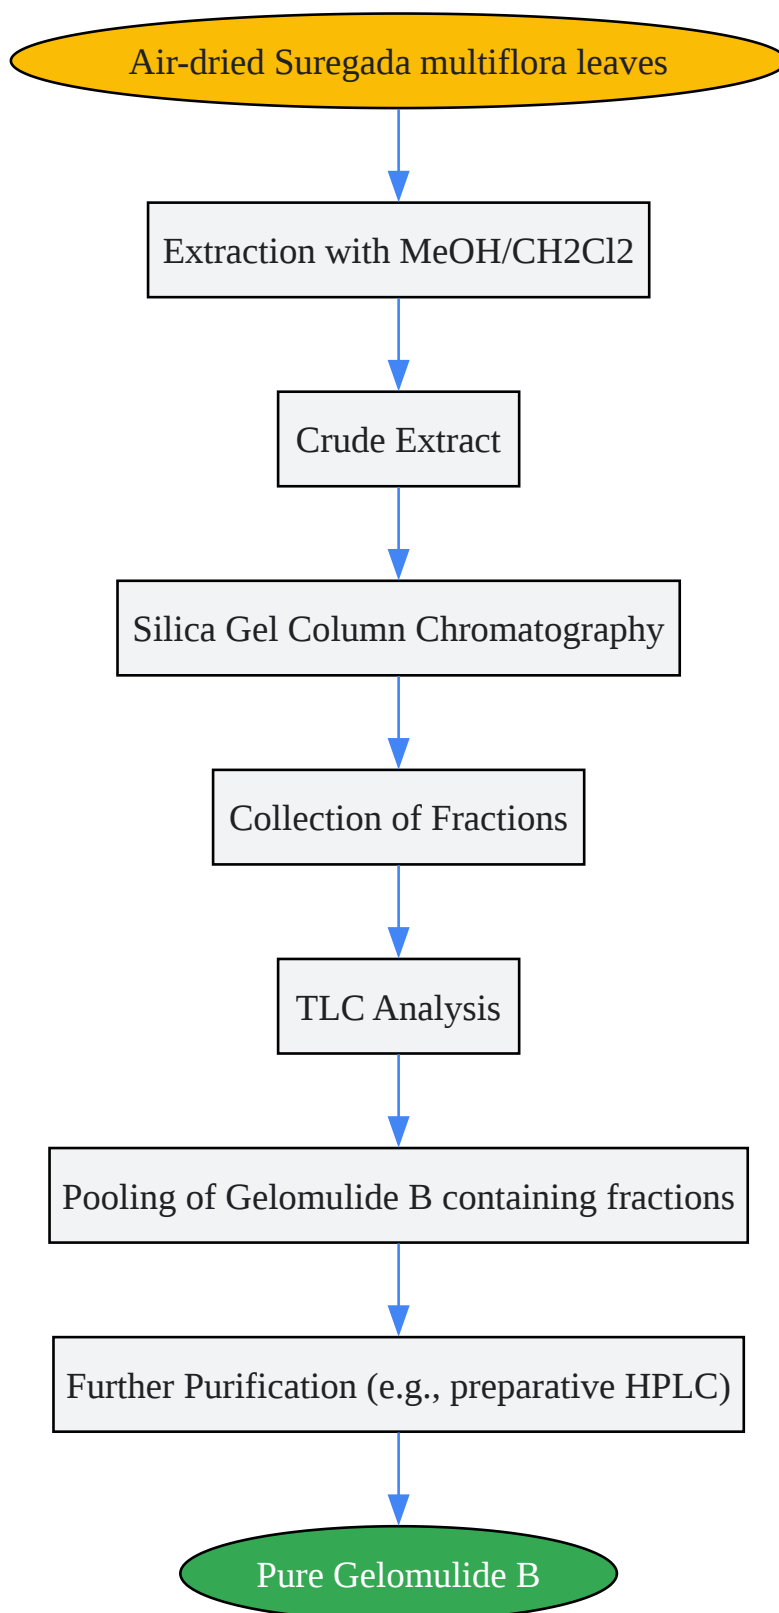 Air-dried Suregada multiflora leaves
Extraction with MeOH/CH2Cl2
Crude Extract
Silica Gel Column Chromatography
Collection of Fractions
TLC Analysis
Pooling of Gelomulide B containing fractions
Further Purification (e.g., preparative HPLC)
Pure Gelomulide B